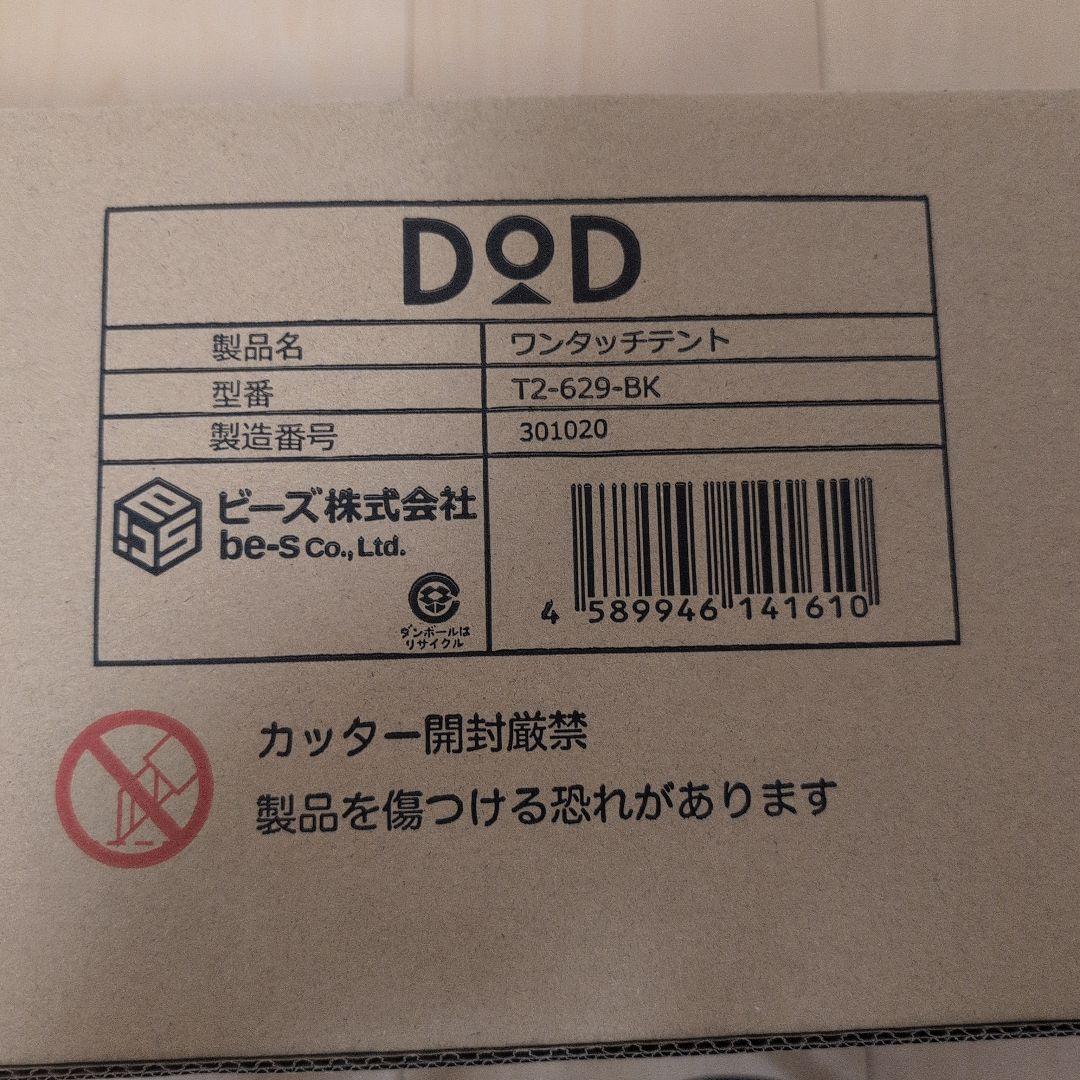 DOD
製品名 ワンタッチテント
型番 T2-629-BK
製造番号 301020
ビーズ株式会社
be-s Co., Ltd.
ダンボールは
リサイクル
4 589946 141610
カッター開封厳禁
製品を傷つける恐れがあります